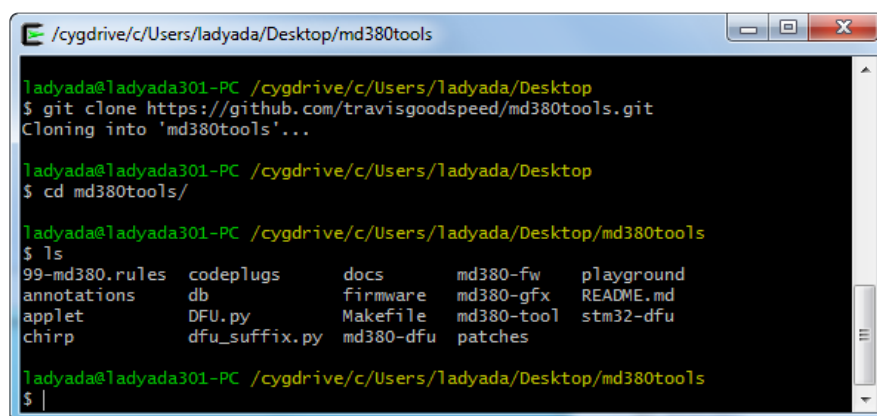 /cygdrive/c/Users/ladyada/Desktop/md380tools
ladyada@ladyada301-PC /cygdrive/c/Users/ladyada/Desktop
$ git clone https://github.com/travisgoodspeed/md380tools.git
Cloning into 'md380tools'...
ladyada@ladyada301-PC /cygdrive/c/Users/ladyada/Desktop
$ cd md380tools/
ladyada@ladyada301-PC /cygdrive/c/Users/ladyada/Desktop/md380tools
$ ls
99-md380.rules codeplugs docs md380-fw playground
annotations db firmware md380-gfx README.md
applet DFU.py Makefile md380-tool stm32-dfu
chirp dfu_suffix.py md380-dfu patches
ladyada@ladyada301-PC /cygdrive/c/Users/ladyada/Desktop/md380tools
$